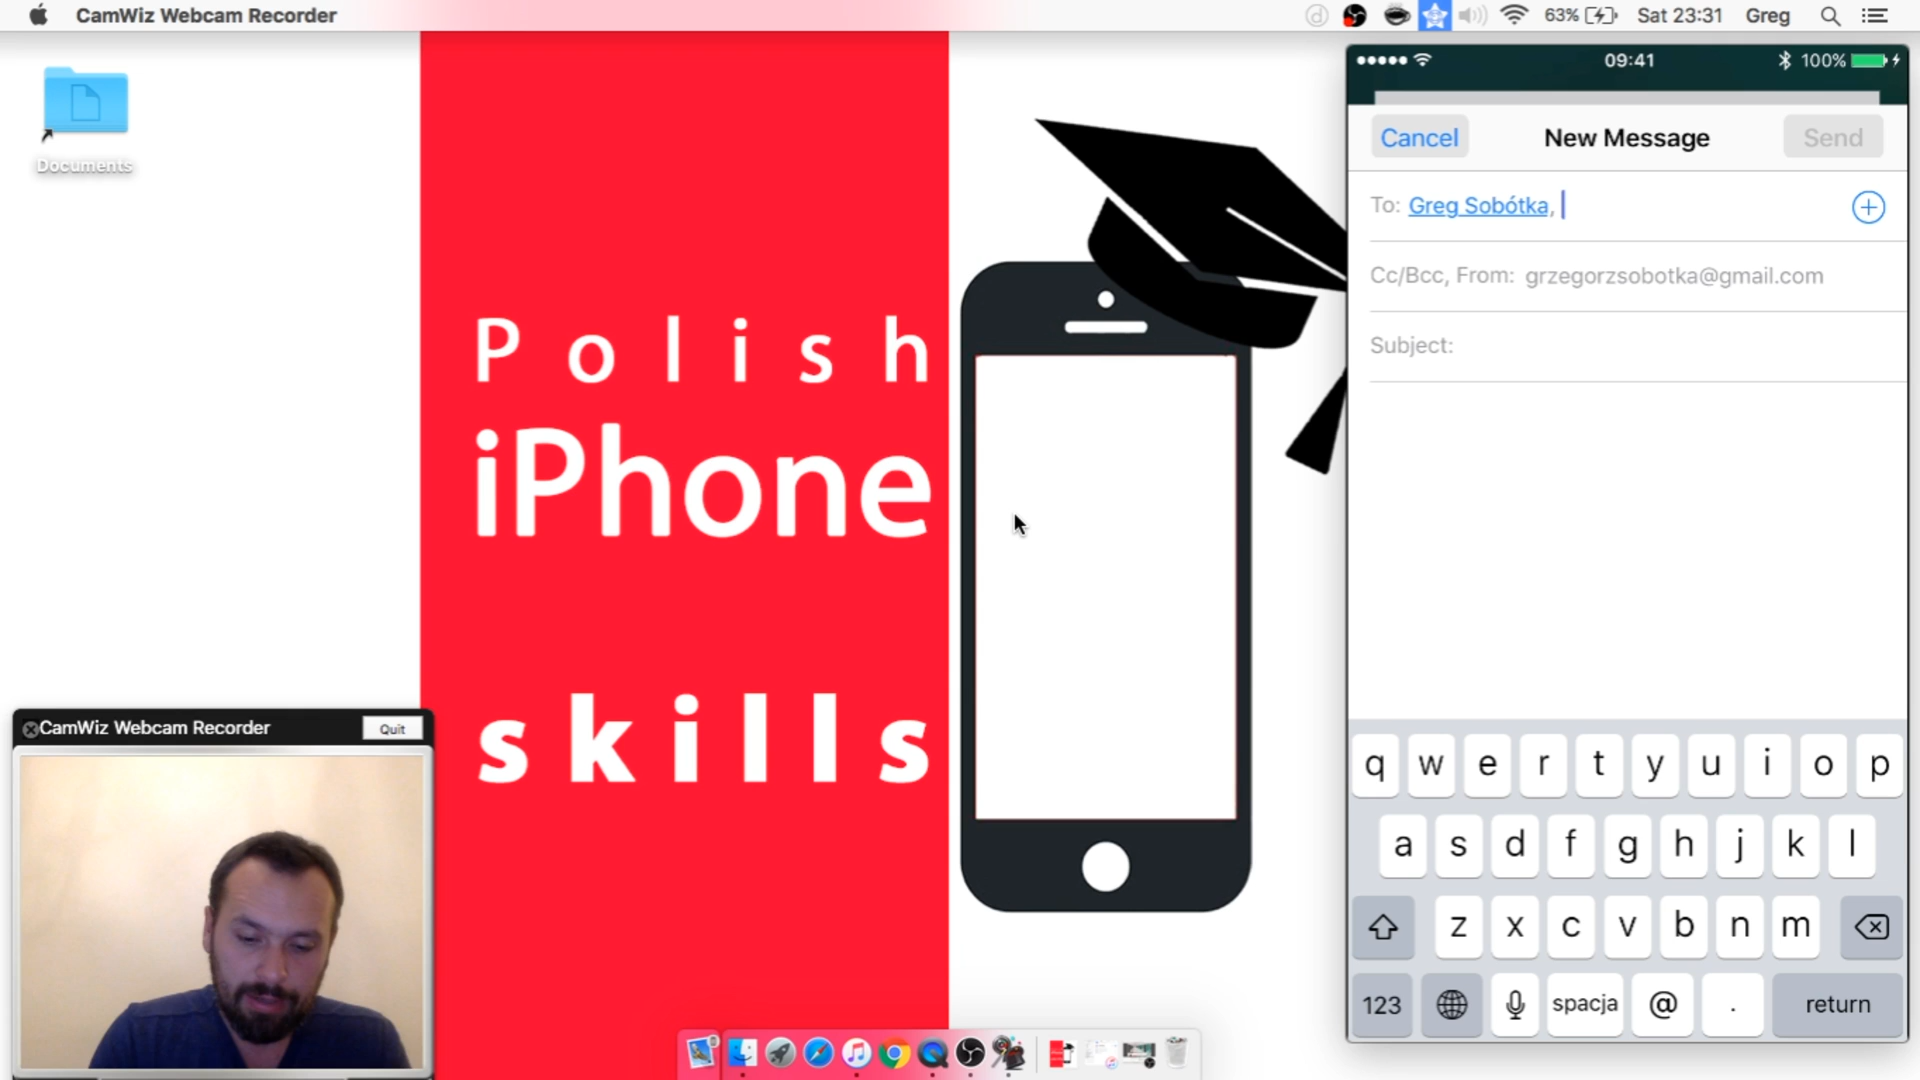 CamWiz Webcam Recorder
63%
Sat 23:31
Greg
Documents
Polish
iPhone
skills
CamWiz Webcam Recorder
Quit
09:41
100%
Cancel
New Message
Send
To: Greg Sobótka,
Cc/Bcc, From: grzegorzsobotka@gmail.com
Subject:
q w e r t y u i o p
a s d f g h j k l
z x c v b n m
123
spacja
@
.
return